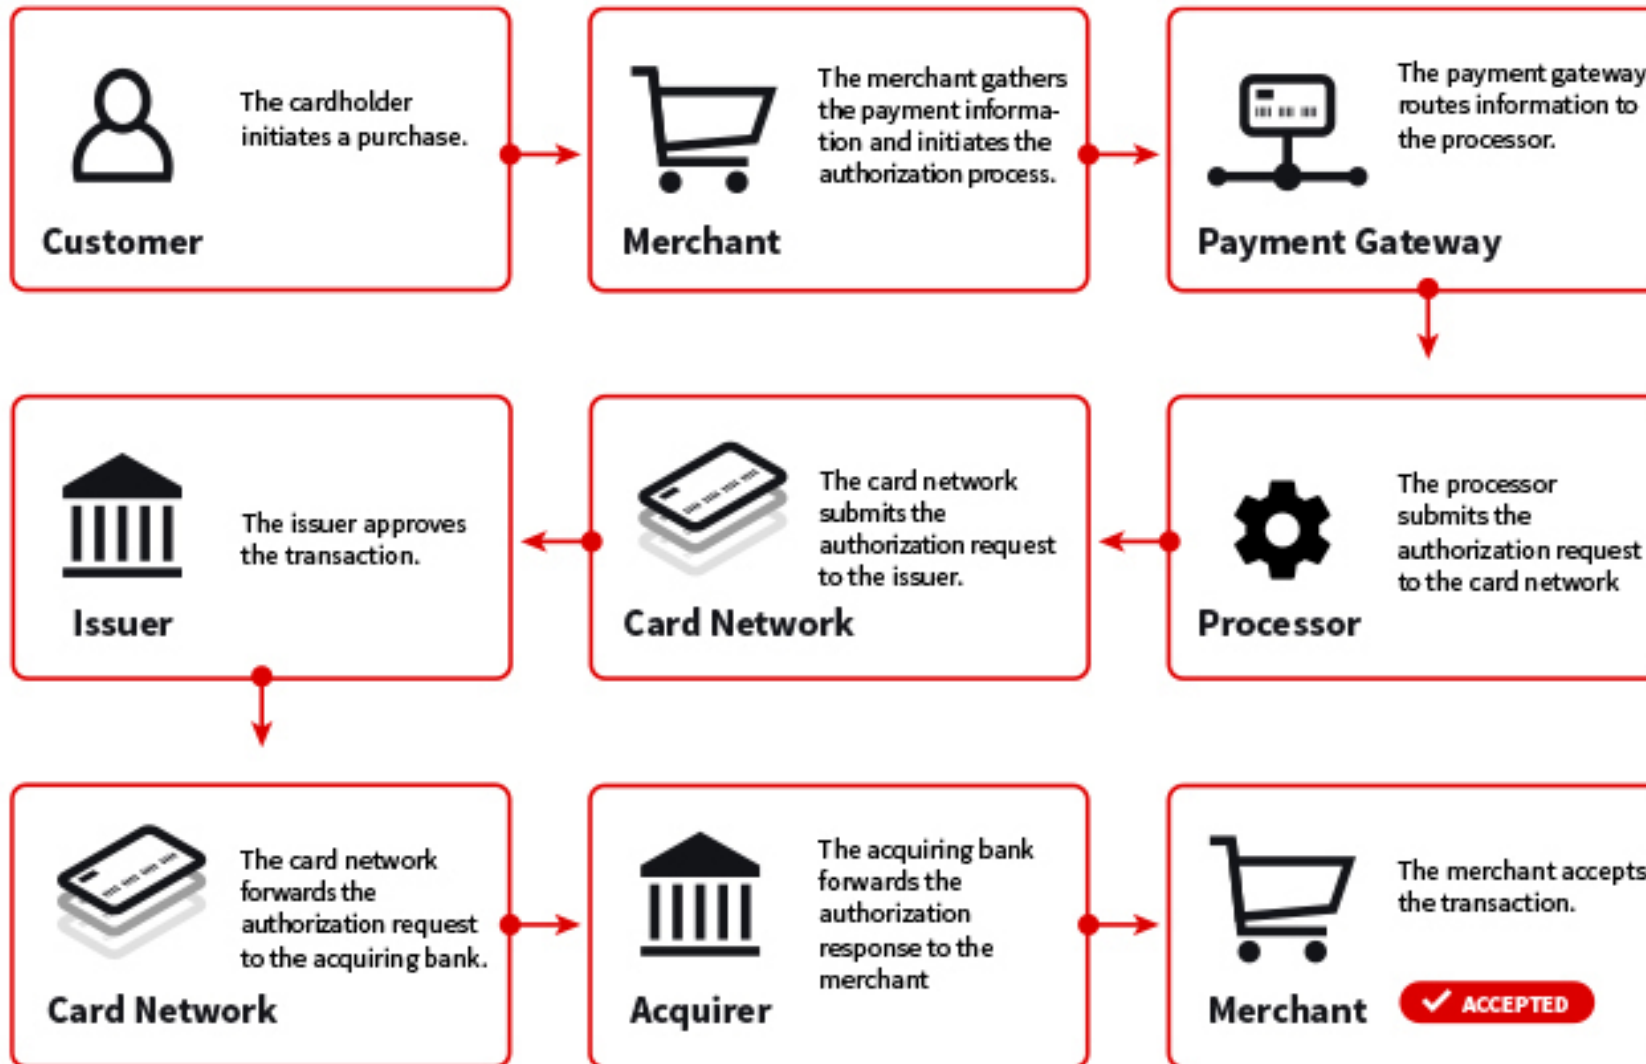 The cardholder
initiates a purchase.
Customer
The merchant gathers
the payment informa-
tion and initiates the
authorization process.
Merchant
The payment gateway
routes information to
the processor.
Payment Gateway
The issuer approves
the transaction.
Issuer
The card network
submits the
authorization request
to the issuer.
Card Network
The processor
submits the
authorization request
to the card network
Processor
The card network
forwards the
authorization request
to the acquiring bank.
Card Network
The acquiring bank
forwards the
authorization
response to the
merchant
Acquirer
The merchant accepts
the transaction.
Merchant
ACCEPTED